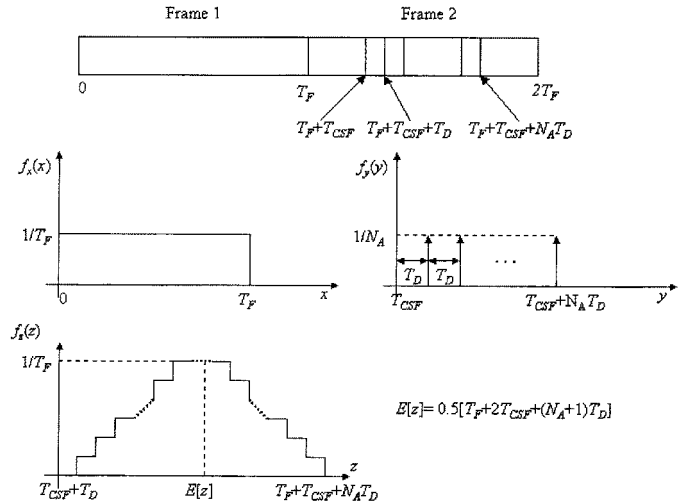 Frame 1 Frame 2
0 T_F 2T_F
T_F+T_CSF T_F+T_CSF+T_D T_F+T_CSF+N_AT_D
f_x(x) f_y(y)
1/T_F 1/N_A
T_D T_D ...
0 T_F x T_CSF T_CSF+N_AT_D y
f_z(z)
1/T_F
E[z]= 0.5[T_F+2T_CSF+(N_A+1)T_D]
z
T_CSF+T_D E[z] T_F+T_CSF+N_AT_D